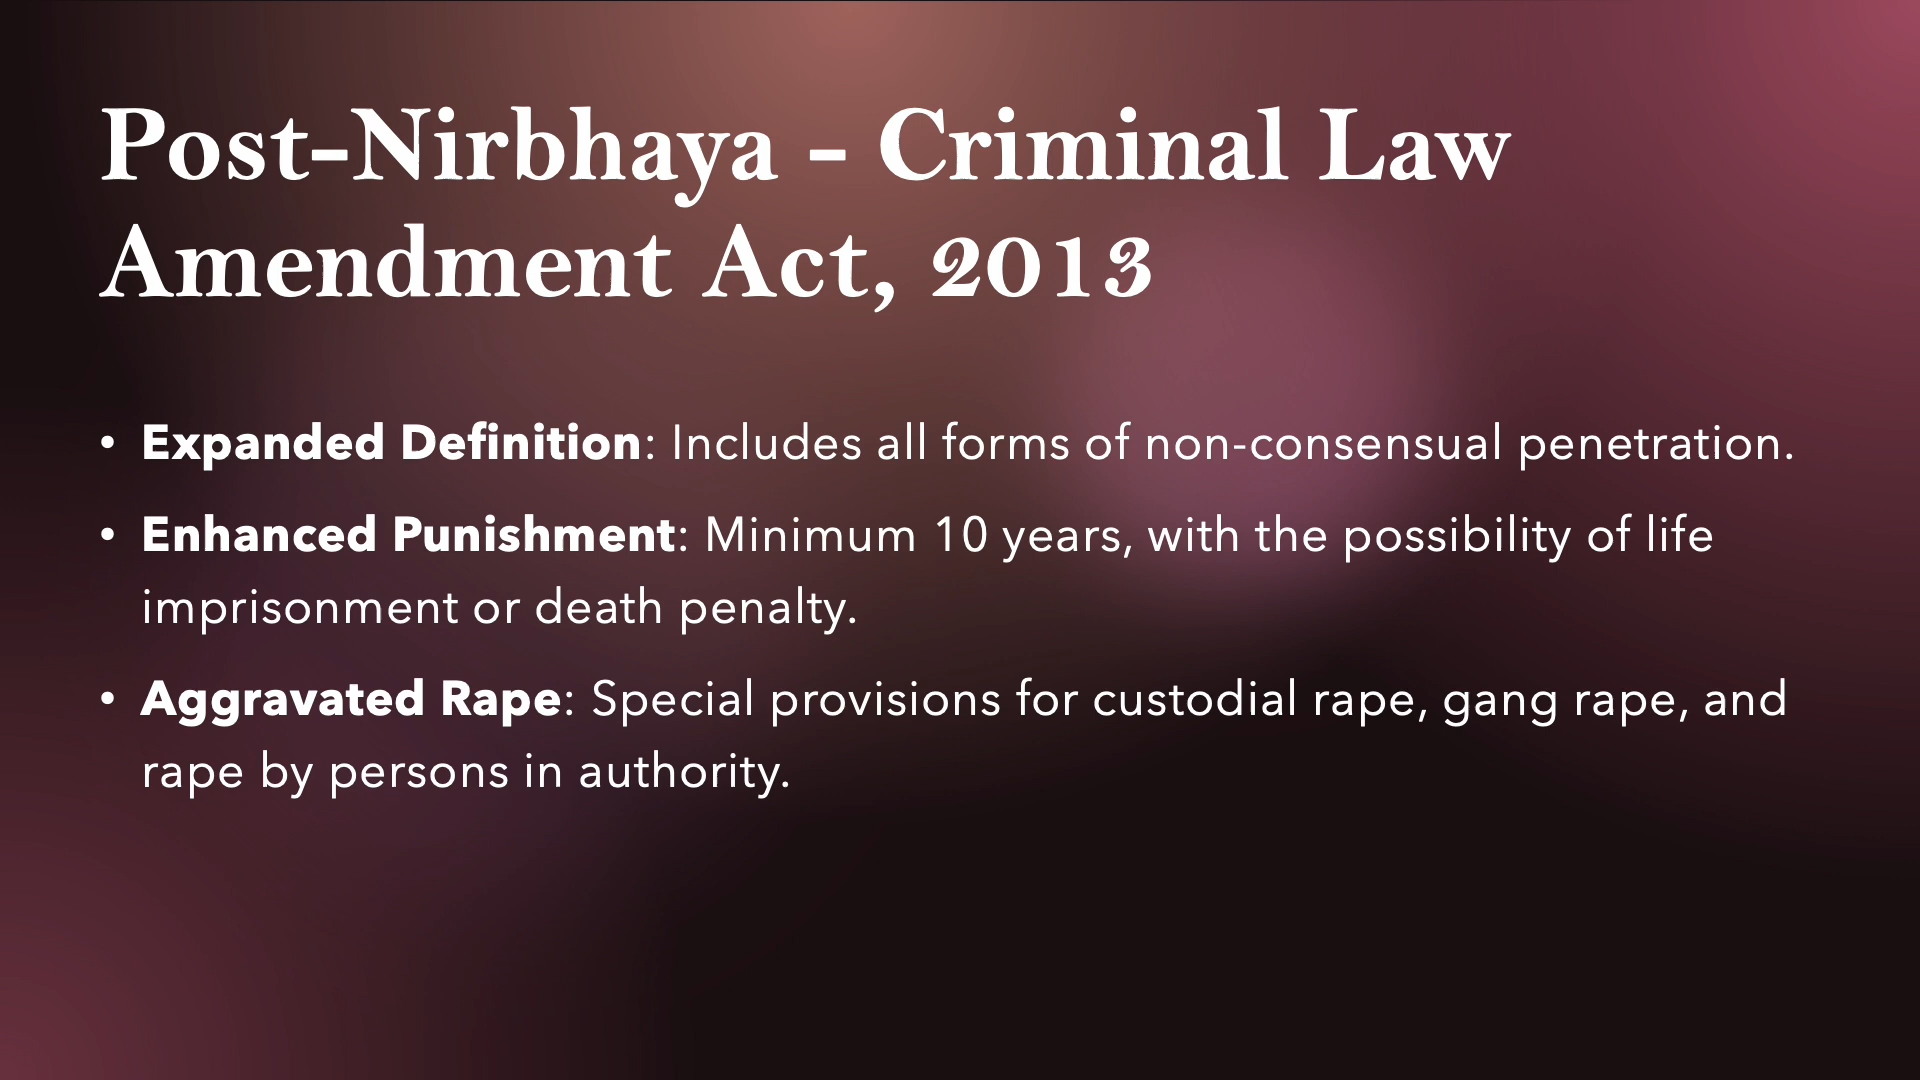 Post-Nirbhaya - Criminal Law
Amendment Act, 2013
• Expanded Definition: Includes all forms of non-consensual penetration.
• Enhanced Punishment: Minimum 10 years, with the possibility of life
imprisonment or death penalty.
• Aggravated Rape: Special provisions for custodial rape, gang rape, and
rape by persons in authority.